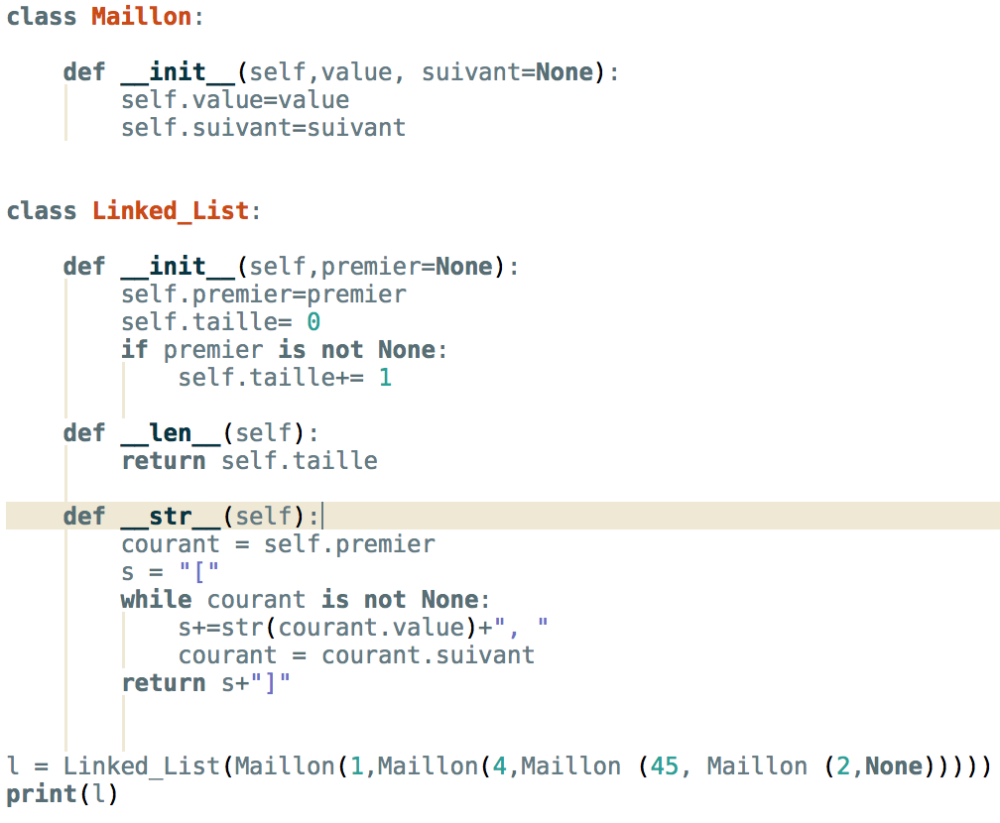 class Maillon:
    def __init__(self,value, suivant=None):
        self.value=value
        self.suivant=suivant
class Linked_List:
    def __init__(self,premier=None):
        self.premier=premier
        self.taille= 0
        if premier is not None:
            self.taille+= 1
    def __len__(self):
        return self.taille
    def __str__(self):
        courant = self.premier
        s = "["
        while courant is not None:
            s+=str(courant.value)+", "
            courant = courant.suivant
        return s+"]"
l = Linked_List(Maillon(1,Maillon(4,Maillon (45, Maillon (2,None)))))
print(l)